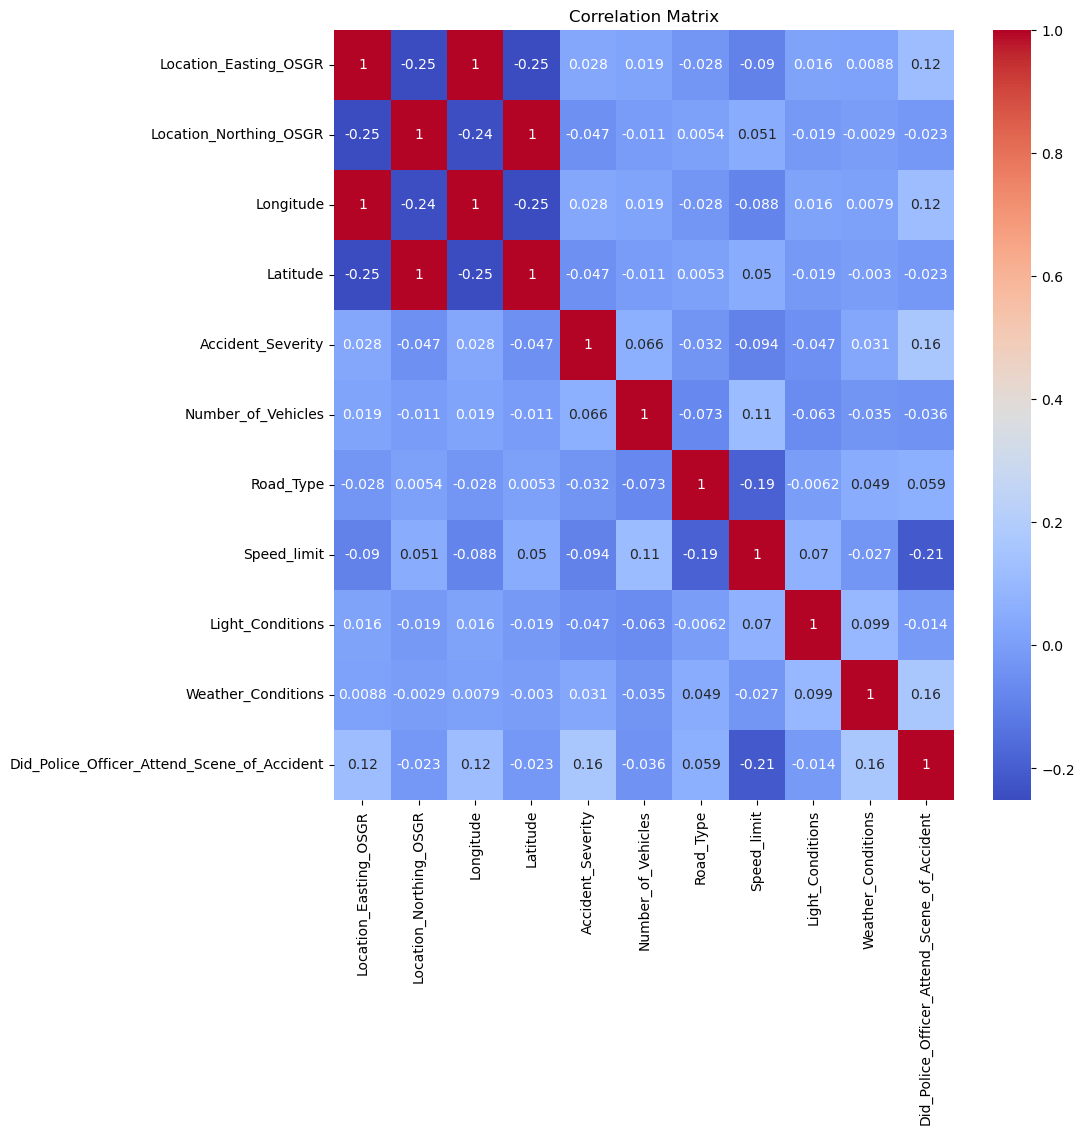 Correlation Matrix
Location_Easting_OSGR 1 -0.25 1 -0.25 0.028 0.019 -0.028 -0.09 0.016 0.0088 0.12
Location_Northing_OSGR -0.25 1 -0.24 1 -0.047 -0.011 0.0054 0.051 -0.019 -0.0029 -0.023
Longitude 1 -0.24 1 -0.25 0.028 0.019 -0.028 -0.088 0.016 0.0079 0.12
Latitude -0.25 1 -0.25 1 -0.047 -0.011 0.0053 0.05 -0.019 -0.003 -0.023
Accident_Severity 0.028 -0.047 0.028 -0.047 1 0.066 -0.032 -0.094 -0.047 0.031 0.16
Number_of_Vehicles 0.019 -0.011 0.019 -0.011 0.066 1 -0.073 0.11 -0.063 -0.035 -0.036
Road_Type -0.028 0.0054 -0.028 0.0053 -0.032 -0.073 1 -0.19 -0.0062 0.049 0.059
Speed_limit -0.09 0.051 -0.088 0.05 -0.094 0.11 -0.19 1 0.07 -0.027 -0.21
Light_Conditions 0.016 -0.019 0.016 -0.019 -0.047 -0.063 -0.0062 0.07 1 0.099 -0.014
Weather_Conditions 0.0088 -0.0029 0.0079 -0.003 0.031 -0.035 0.049 -0.027 0.099 1 0.16
Did_Police_Officer_Attend_Scene_of_Accident 0.12 -0.023 0.12 -0.023 0.16 -0.036 0.059 -0.21 -0.014 0.16 1
Location_Easting_OSGR
Location_Northing_OSGR
Longitude
Latitude
Accident_Severity
Number_of_Vehicles
Road_Type
Speed_limit
Light_Conditions
Weather_Conditions
Did_Police_Officer_Attend_Scene_of_Accident
1.0
0.8
0.6
0.4
0.2
0.0
−0.2